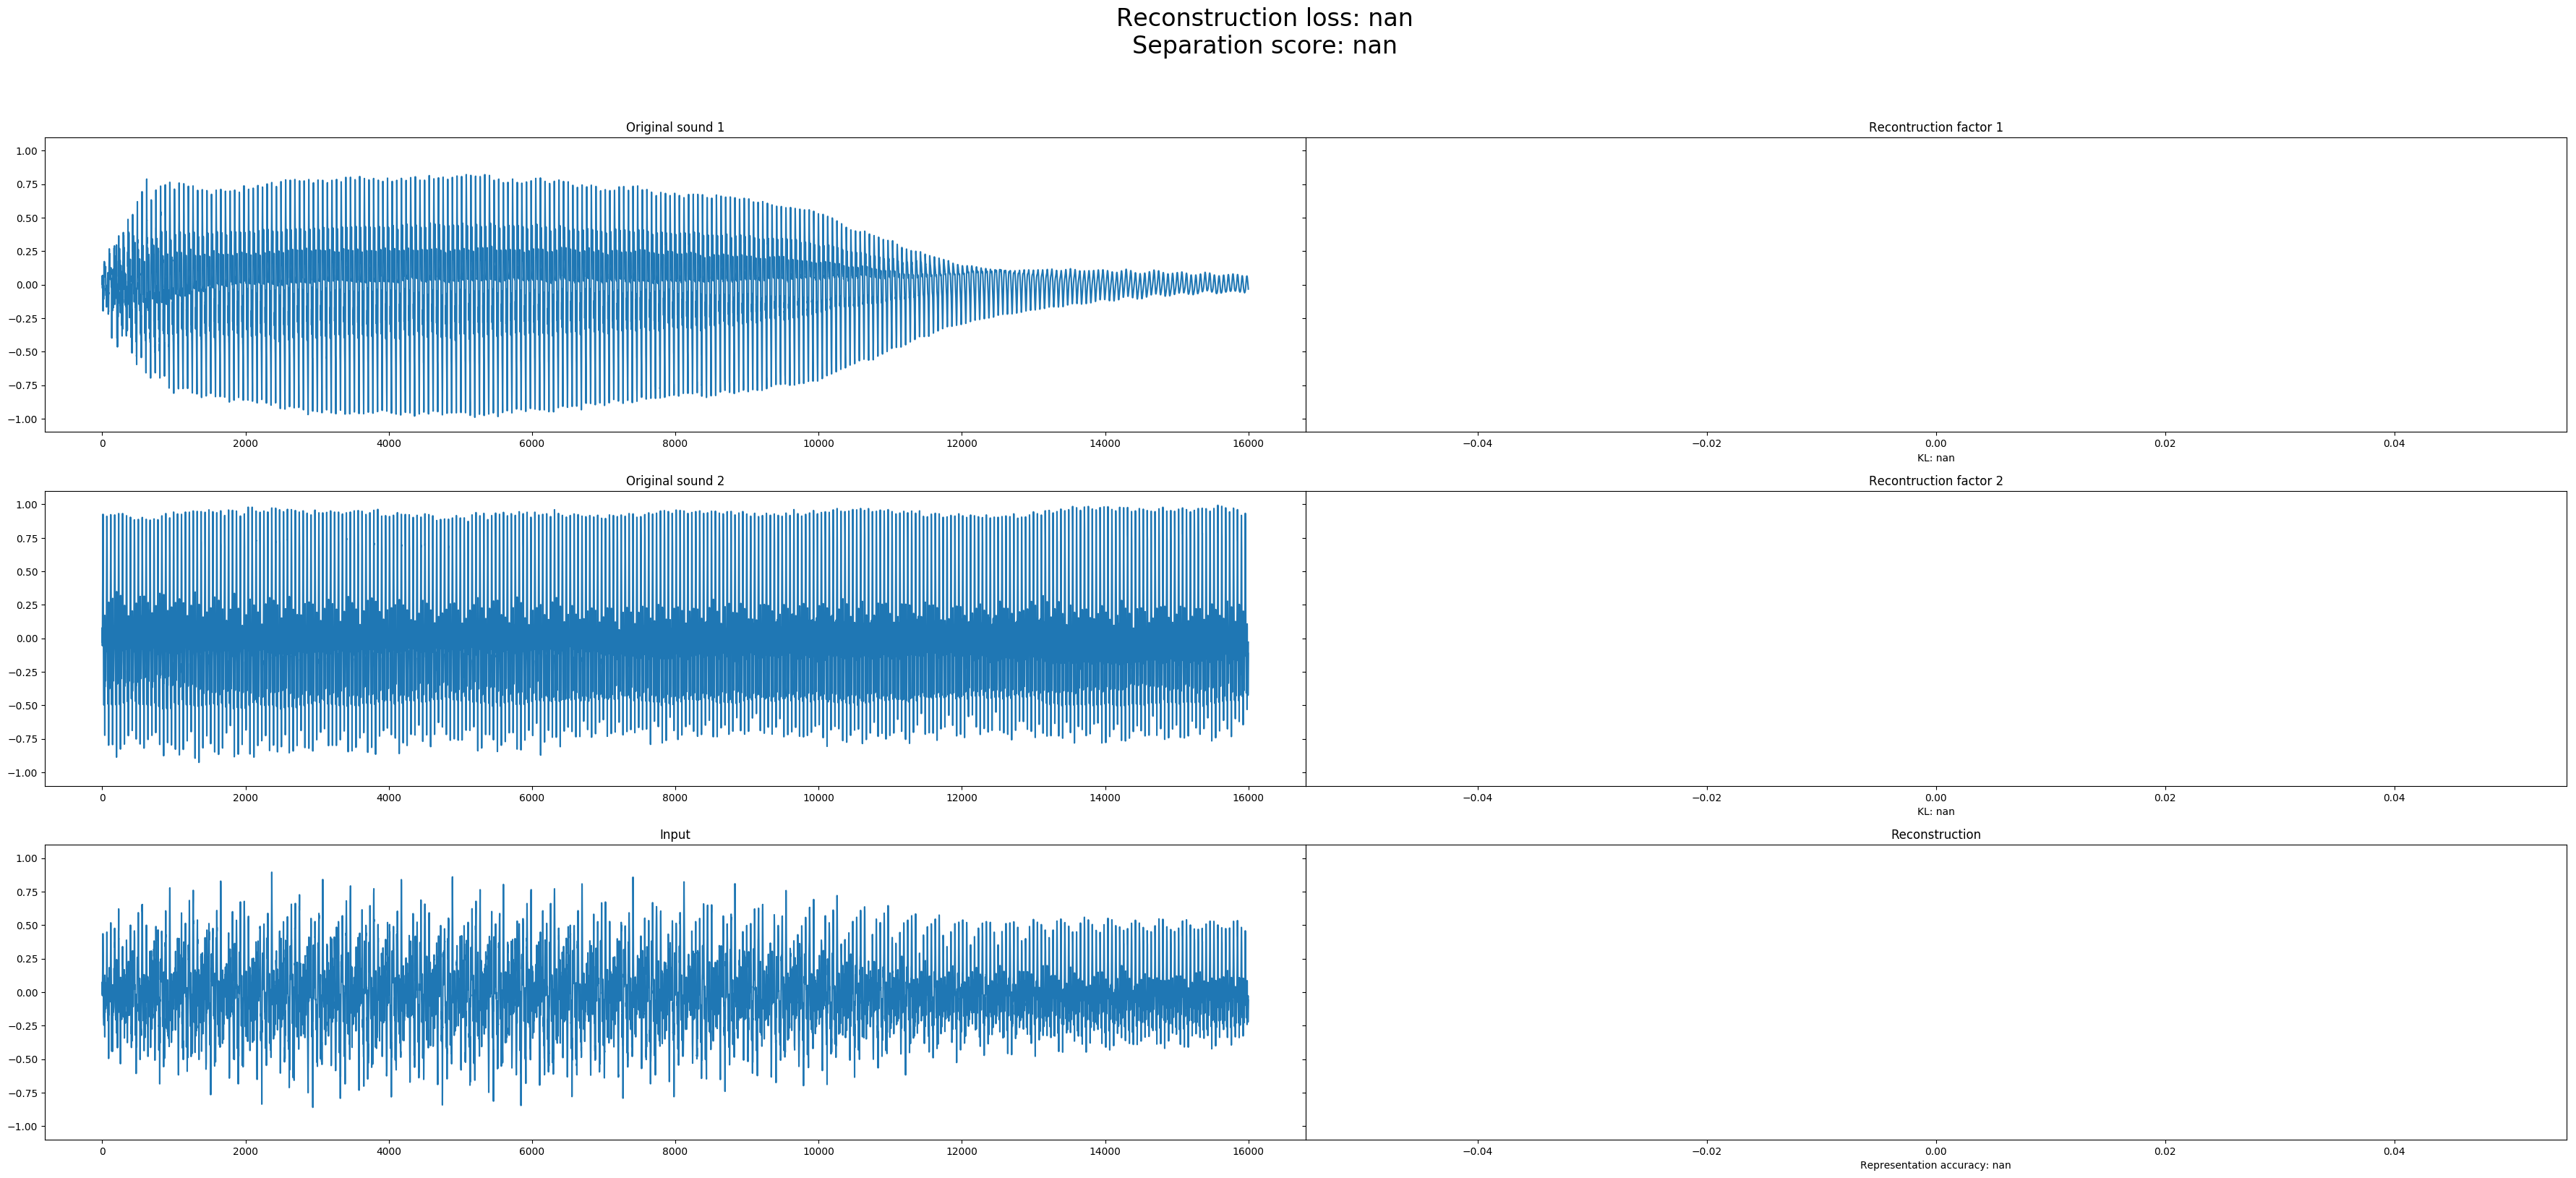 Reconstruction loss: nan
Separation score: nan
Original sound 1
Recontruction factor 1
1.00
0.75
0.50
0.25
0.00
−0.25
−0.50
−0.75
−1.00
0 2000 4000 6000 8000 10000 12000 14000 16000
−0.04 −0.02 0.00 0.02 0.04
KL: nan
Original sound 2
Recontruction factor 2
1.00
0.75
0.50
0.25
0.00
−0.25
−0.50
−0.75
−1.00
0 2000 4000 6000 8000 10000 12000 14000 16000
−0.04 −0.02 0.00 0.02 0.04
KL: nan
Input
Reconstruction
1.00
0.75
0.50
0.25
0.00
−0.25
−0.50
−0.75
−1.00
0 2000 4000 6000 8000 10000 12000 14000 16000
−0.04 −0.02 0.00 0.02 0.04
Representation accuracy: nan